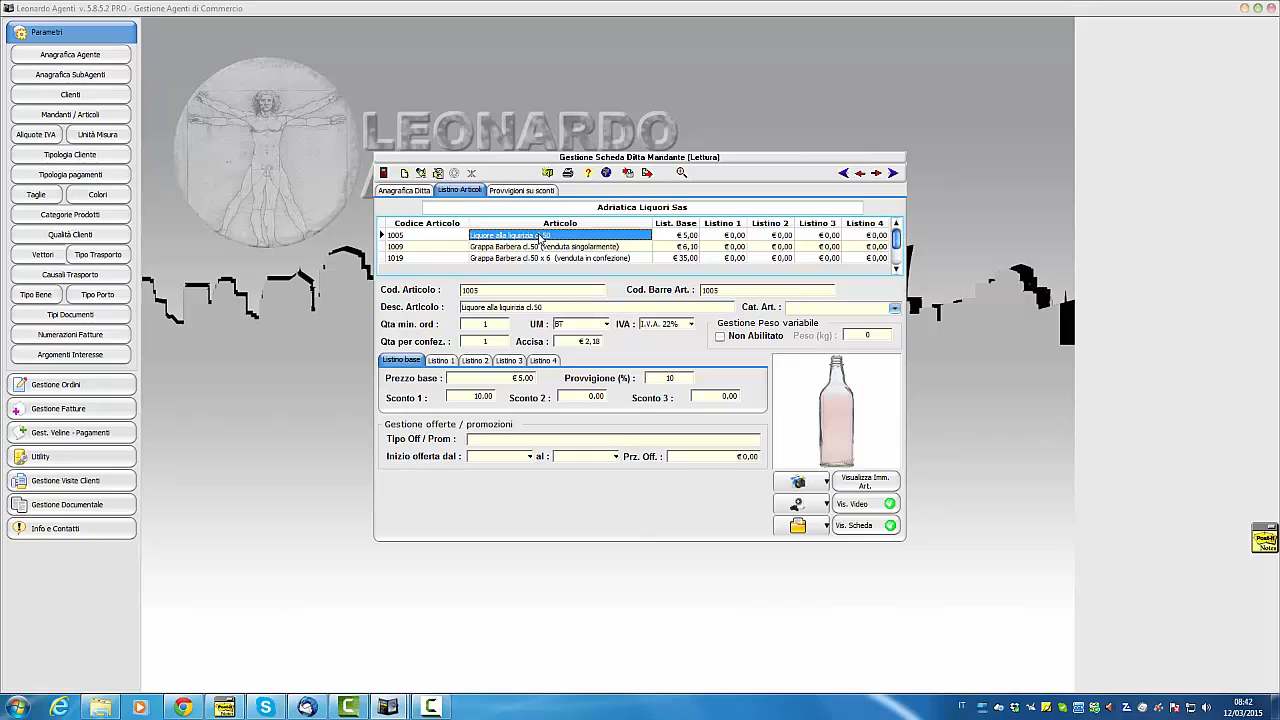 Leonardo Agenti v. 5.8.5.2 PRO - Gestione Agenti di Commercio
Parametri
Anagrafica Agente
Anagrafica SubAgenti
Clienti
Mandanti / Articoli
Aliquote IVA
Unità Misura
Tipologia Cliente
Tipologia pagamenti
Taglie
Colori
Categorie Prodotti
Qualità Clienti
Vettori
Tipo Trasporto
Causali Trasporto
Tipo Bene
Tipo Porto
Tipi Documenti
Numerazioni Fatture
Argomenti Interesse
Gestione Ordini
Gestione Fatture
Gest. Veline - Pagamenti
Utility
Gestione Visite Clienti
Gestione Documentale
Info e Contatti
LEONARDO
Gestione Scheda Ditta Mandante (Lettura)
Anagrafica Ditta
Listino Articoli
Provvigioni su sconti
Adriatica Liquori Sas
Codice Articolo Articolo List. Base Listino 1 Listino 2 Listino 3 Listino 4
1005 Liquore alla liquirizia cl.50 € 5,00 € 0,00 € 0,00 € 0,00 € 0,00
1009 Grappa Barbera cl.50 (venduta singolarmente) € 6,10 € 0,00 € 0,00 € 0,00 € 0,00
1019 Grappa Barbera cl.50 x 6 (venduta in confezione) € 35,00 € 0,00 € 0,00 € 0,00 € 0,00
Cod. Articolo : 1005 Cod. Barre Art. : 1005
Desc. Articolo : Liquore alla liquirizia cl.50 Cat. Art. :
Qta min. ord : 1 UM : BT IVA : I.V.A. 22% Gestione Peso variabile
Non Abilitato Peso (kg) : 0
Qta per confez. : 1 Accisa : € 2,18
Listino base Listino 1 Listino 2 Listino 3 Listino 4
Prezzo base : € 5,00 Provvigione (%) : 10
Sconto 1 : 10.00 Sconto 2 : 0.00 Sconto 3 : 0.00
Gestione offerte / promozioni
Tipo Off / Prom :
Inizio offerta dal : al : Prz. Off. : € 0,00
Visualizza Imm. Art.
Vis. Video
Vis. Scheda
Post-it
Notes
IT
08:42
12/09/2015